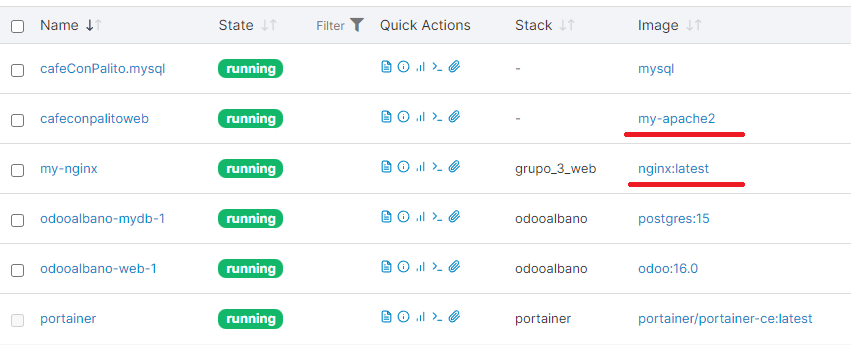 Name State Filter Quick Actions Stack Image
cafeConPalito.mysql running - mysql
cafeconpalitoweb running - my-apache2
my-nginx running grupo_3_web nginx:latest
odooalbano-mydb-1 running odooalbano postgres:15
odooalbano-web-1 running odooalbano odoo:16.0
portainer running portainer portainer/portainer-ce:latest